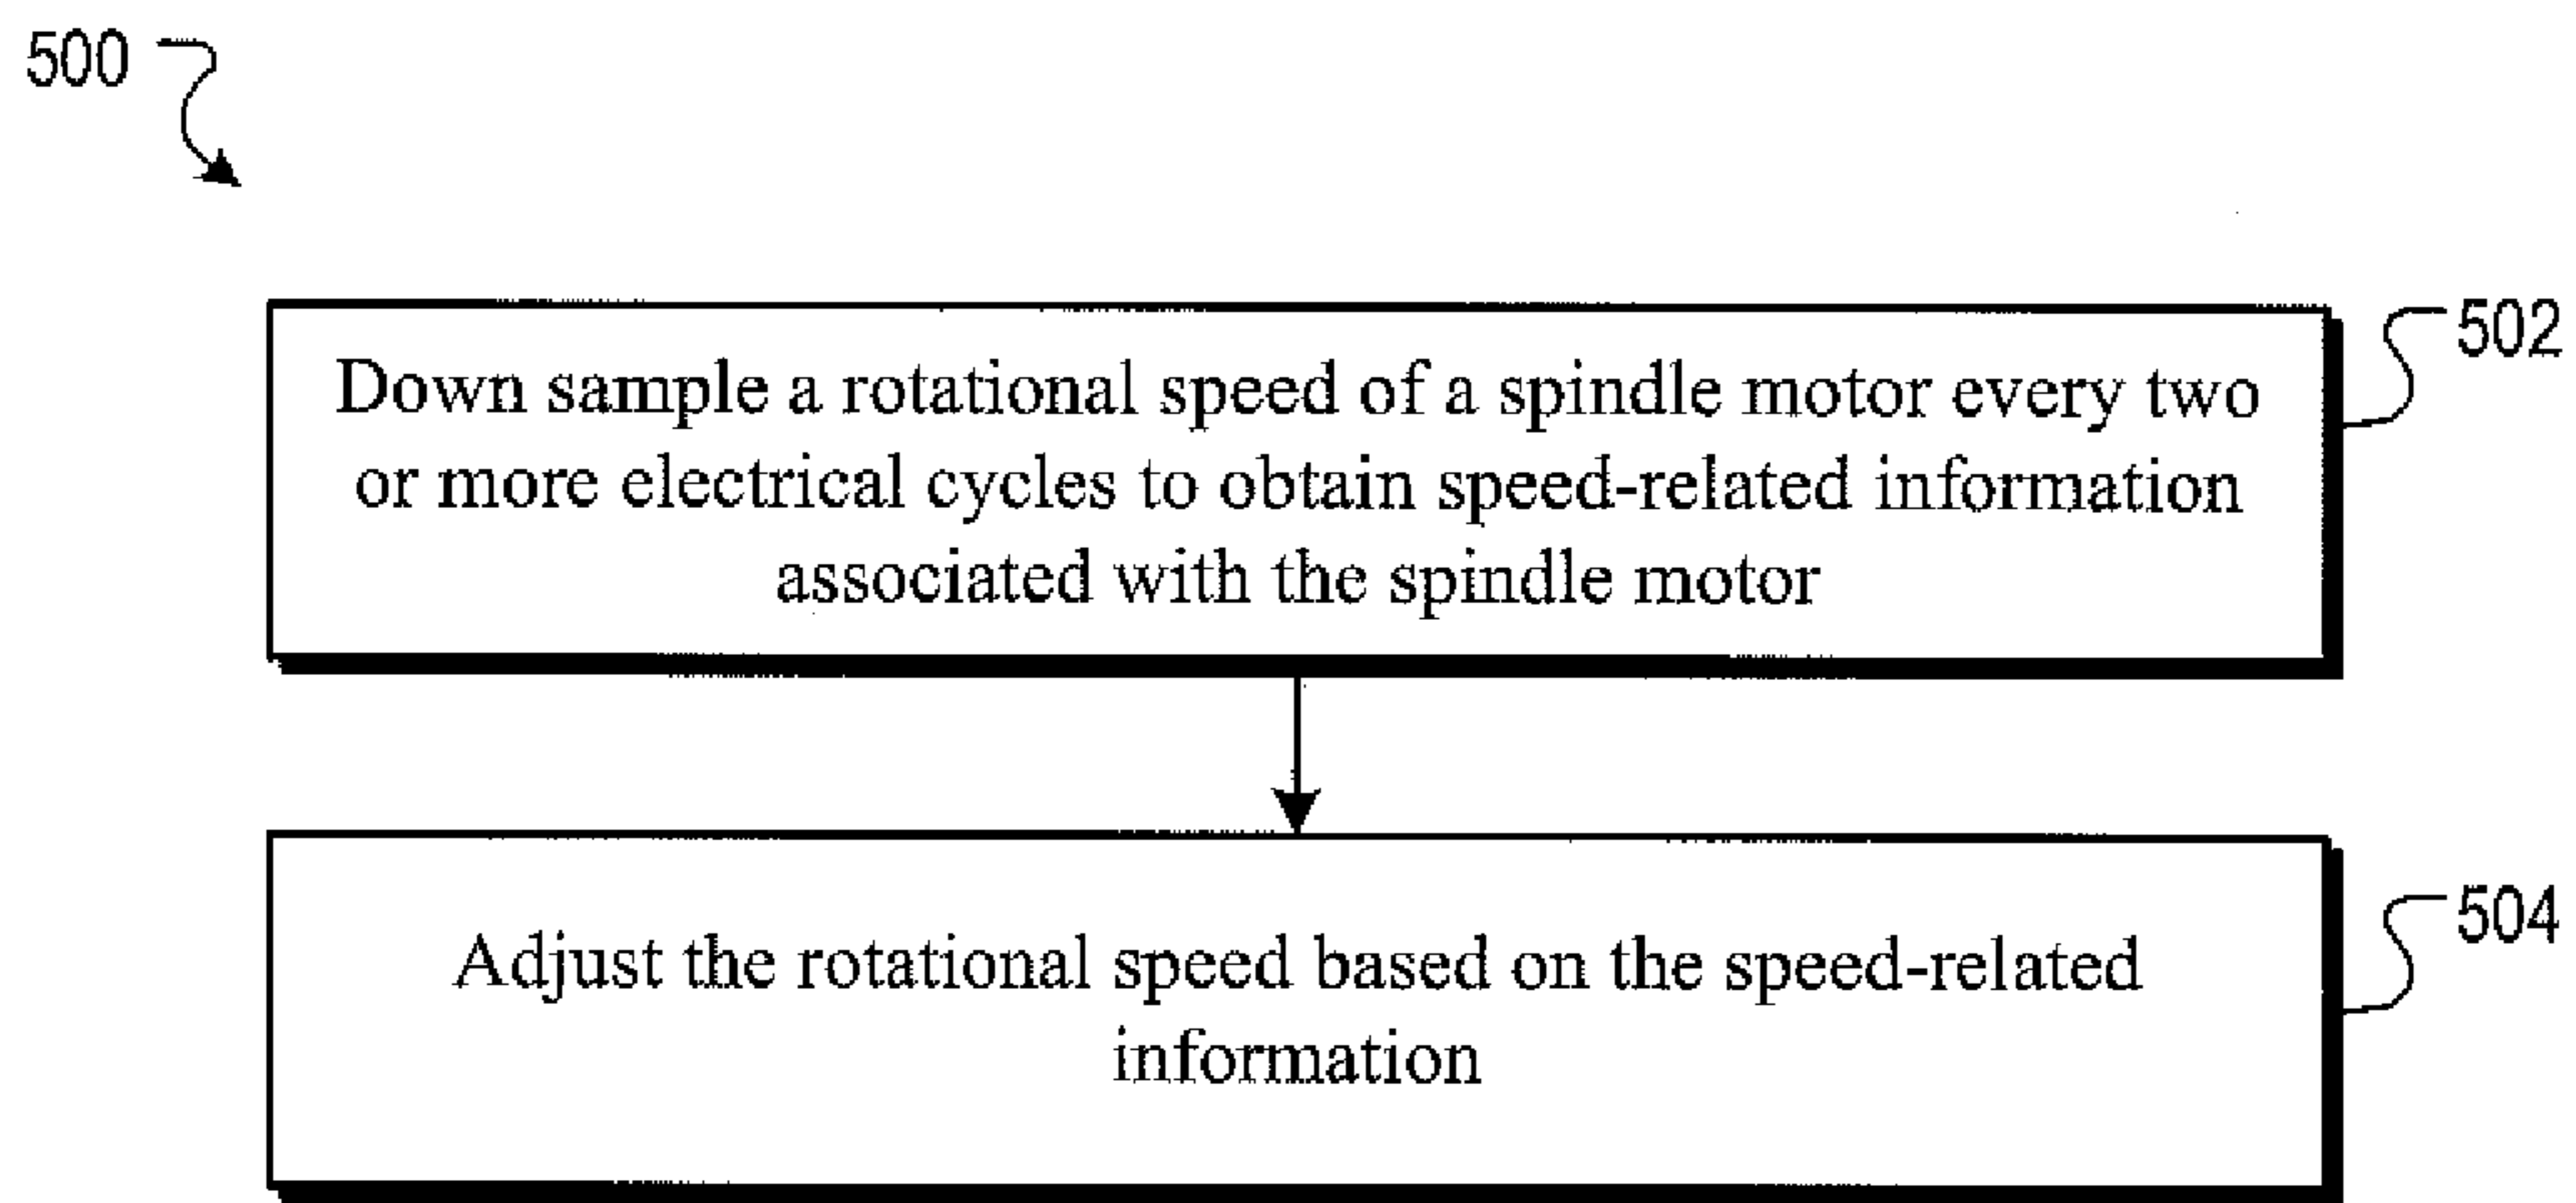 500
Down sample a rotational speed of a spindle motor every two
or more electrical cycles to obtain speed-related information
associated with the spindle motor
502
Adjust the rotational speed based on the speed-related
information
504